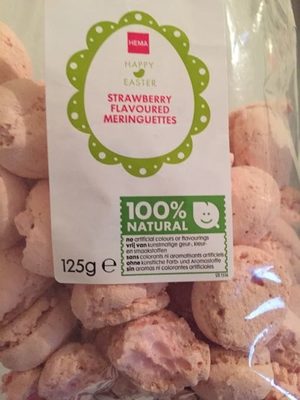 HEMA
HAPPY
EASTER
STRAWBERRY
FLAVOURED
MERINGUETTES
100%
NATURAL
no artificial colours or flavourings
vrij van kunstmatige geur-, kleur-
en smaakstoffen
sans colorants ni aromatisants artificiels
ohne künstliche Farb- und Aromastoffe
sin aromas ni colorantes artificiales
125g e